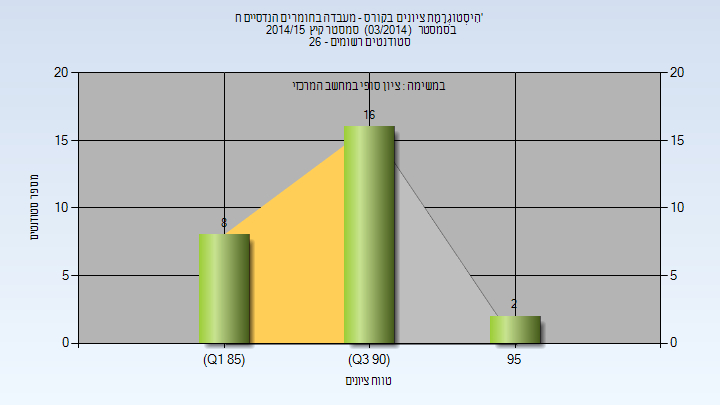 היסטוגרמת ציונים בקורס - מעבדה בחומרים הנדסיים ח'
בסמסטר (03/2014) סמסטר קיץ 2014/15
סטודנטים רשומים - 26
במשימה : ציון סופי במחשב המרכזי
20
15
10
5
0
20
15
10
5
0
מספר סטודנטים
8
16
2
(Q1 85)
(Q3 90)
95
טווח ציונים